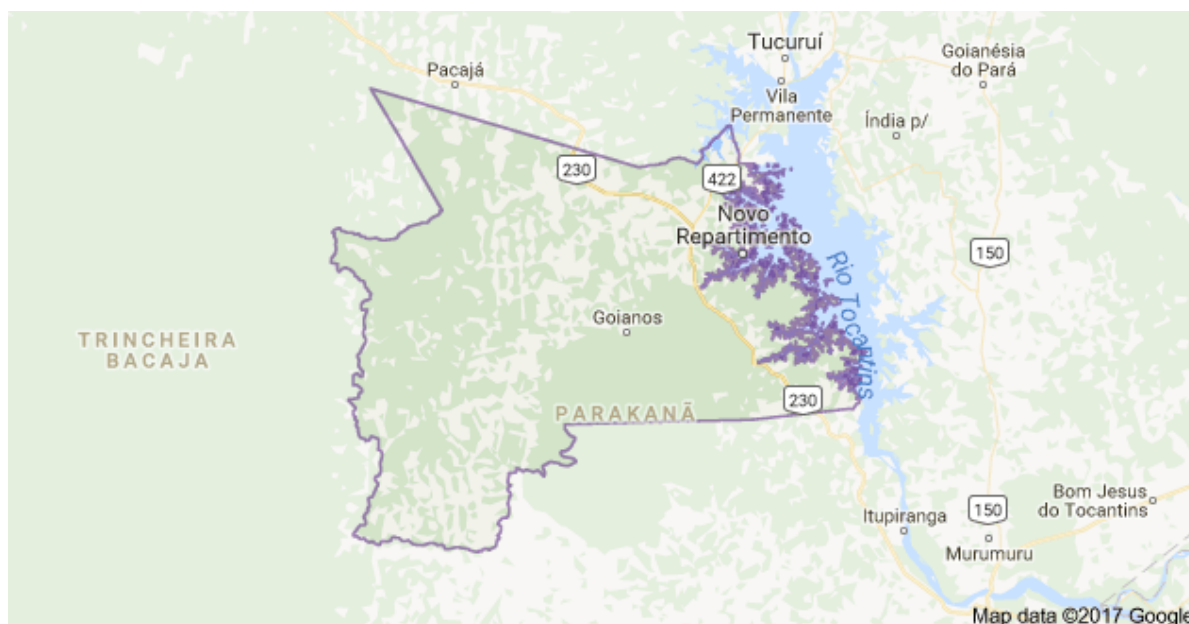 Tucuruí
Goianésia
do Pará
Pacajá
Vila
Permanente
Índia p/
230
422
Novo
Repartimento
150
Rio Tocantins
Goianos
TRINCHEIRA
BACAJA
230
PARAKANÃ
Bom Jesus
do Tocantins
150
Itupiranga
Murumuru
Map data ©2017 Google